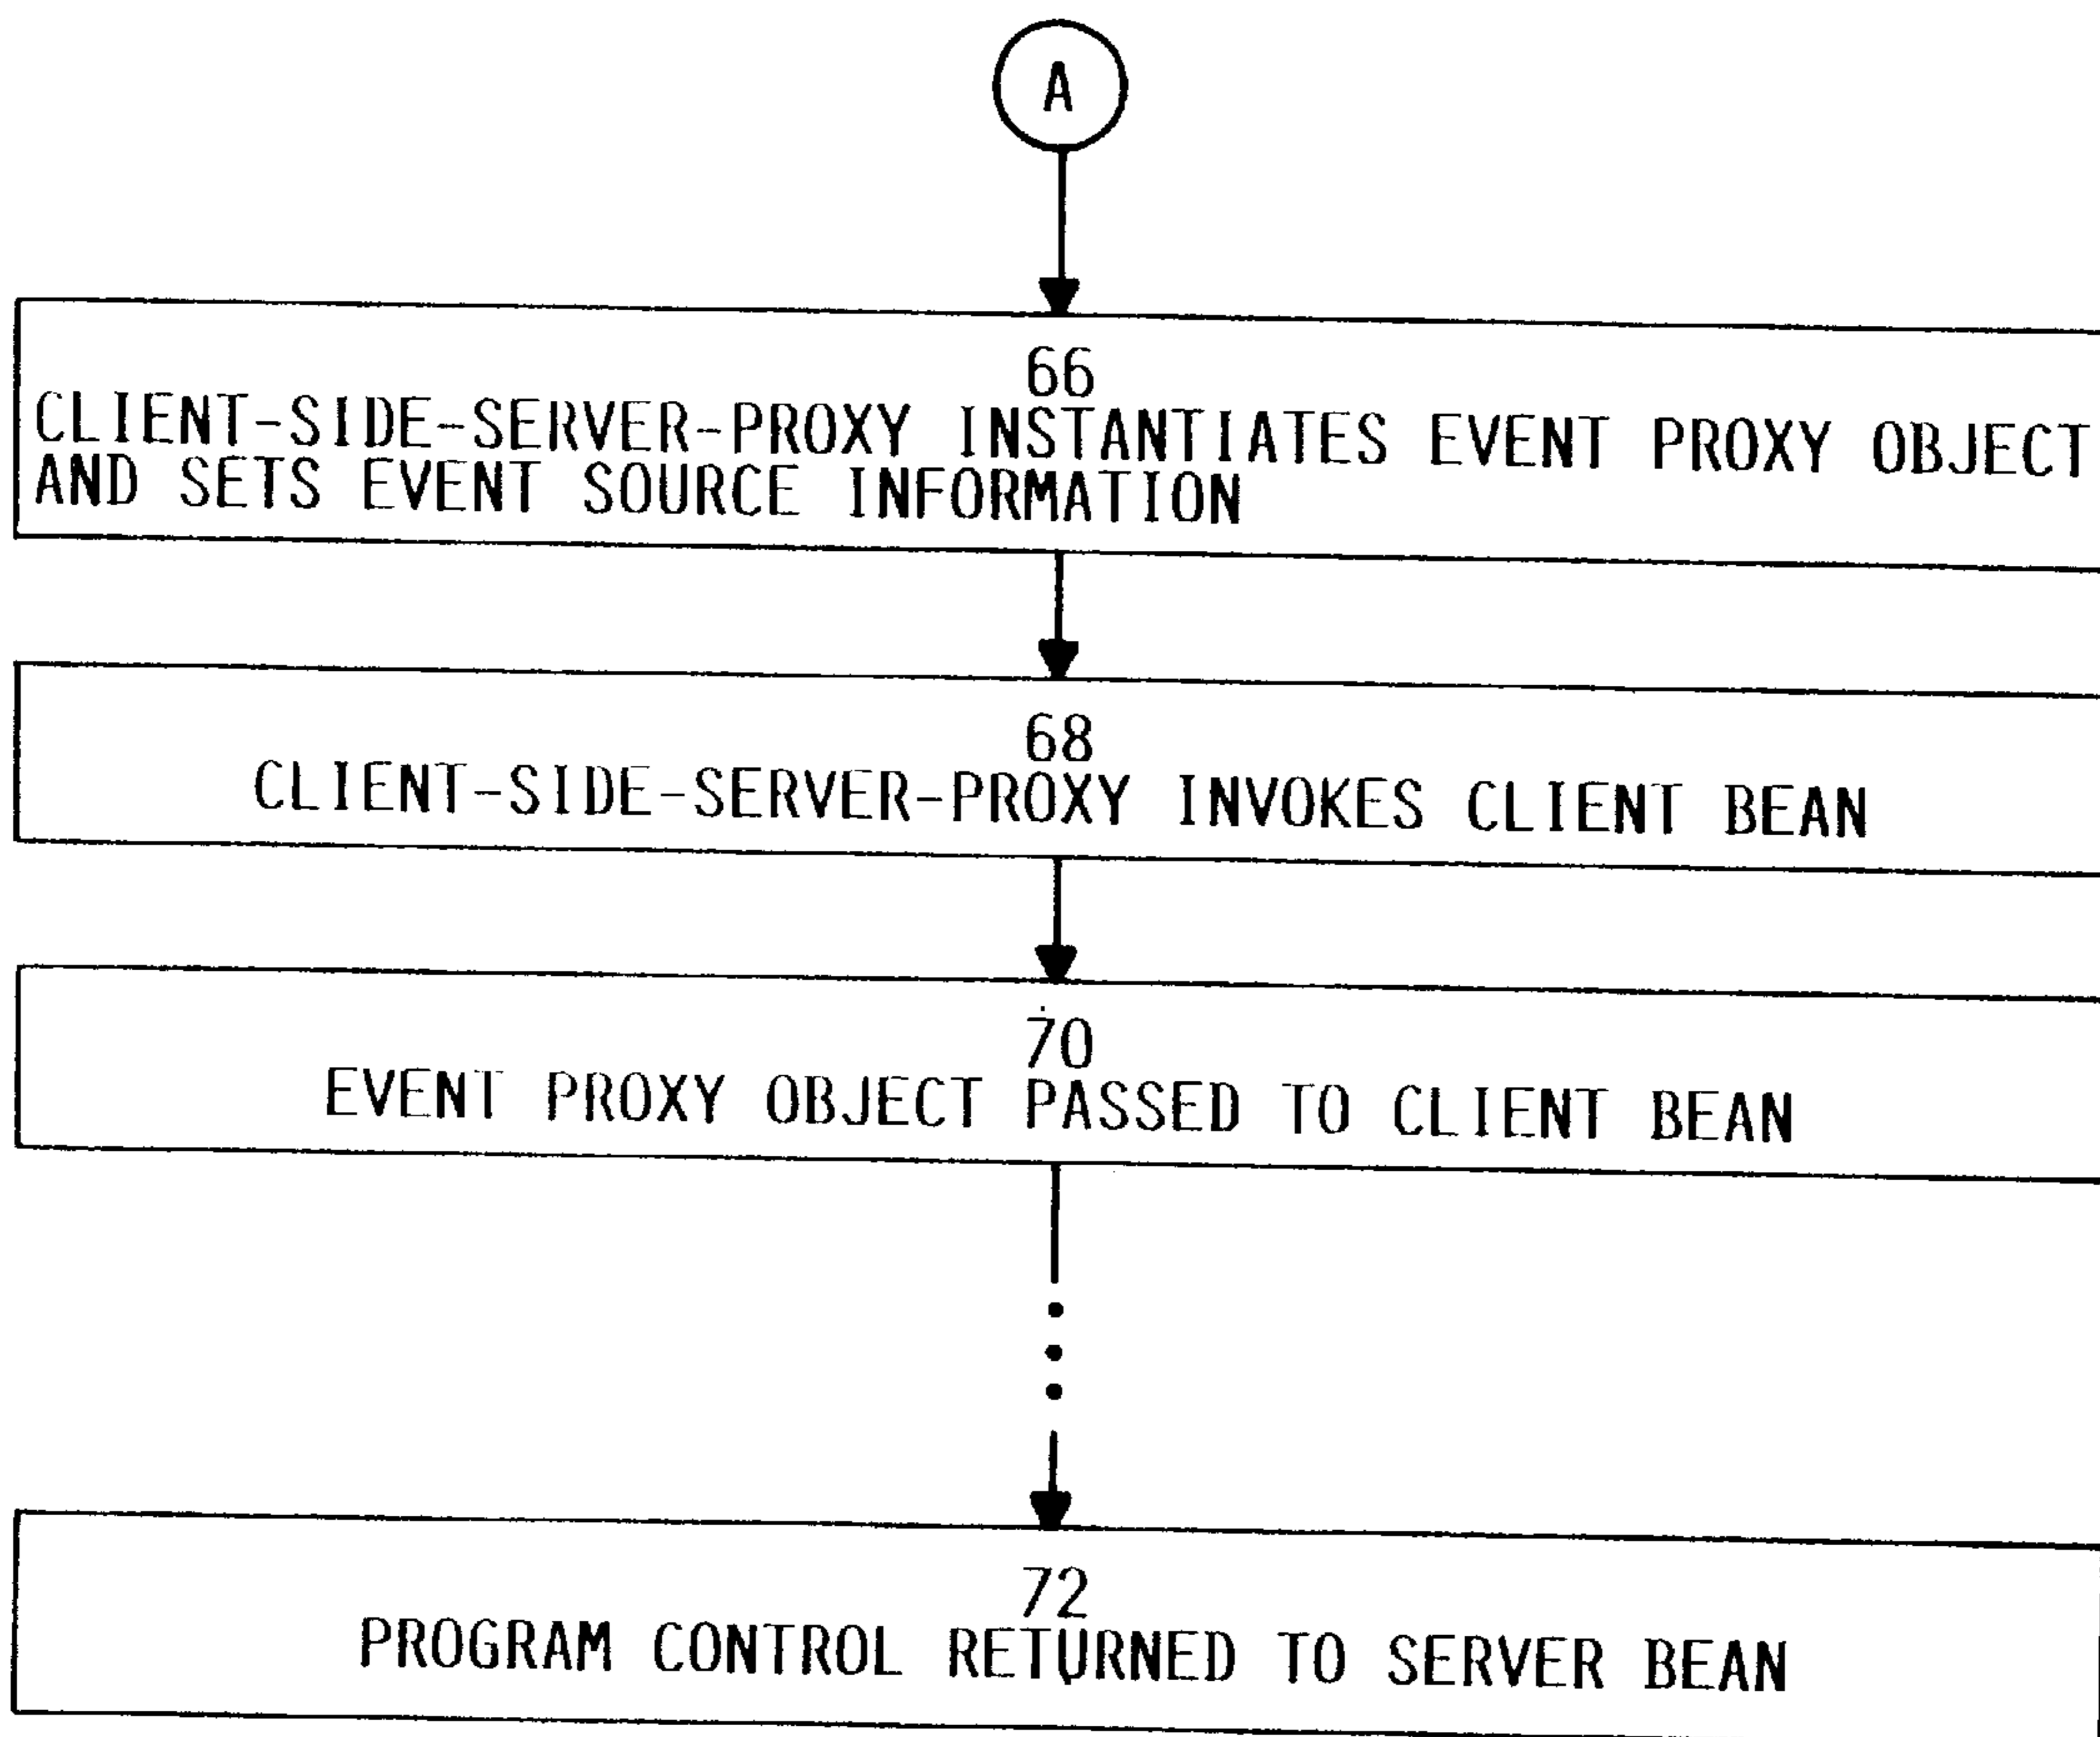 A
66
CLIENT-SIDE-SERVER-PROXY INSTANTIATES EVENT PROXY OBJECT
AND SETS EVENT SOURCE INFORMATION
68
CLIENT-SIDE-SERVER-PROXY INVOKES CLIENT BEAN
70
EVENT PROXY OBJECT PASSED TO CLIENT BEAN
72
PROGRAM CONTROL RETURNED TO SERVER BEAN